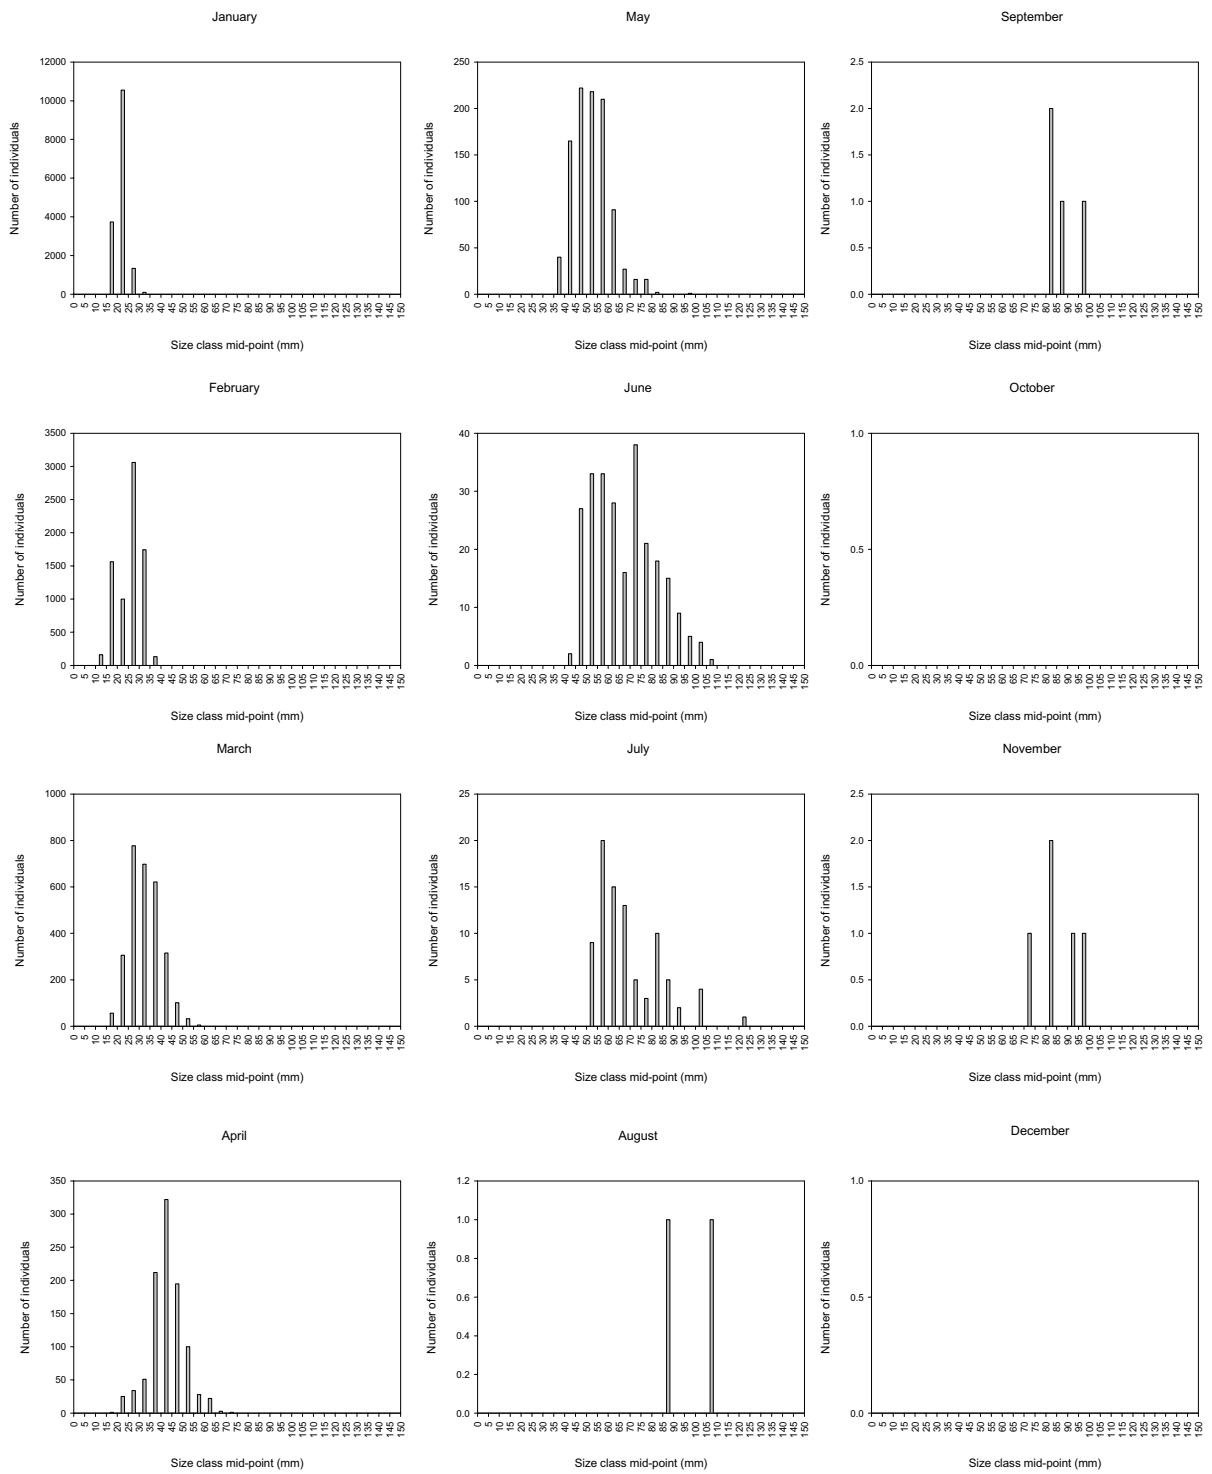 January
12000
10000
8000
6000
4000
2000
0
Number of individuals
0 5 10 15 20 25 30 35 40 45 50 55 60 65 70 75 80 85 90 95 100 105 110 115 120 125 130 135 140 145 150
Size class mid-point (mm)
May
250
200
150
100
50
0
Number of individuals
0 5 10 15 20 25 30 35 40 45 50 55 60 65 70 75 80 85 90 95 100 105 110 115 120 125 130 135 140 145 150
Size class mid-point (mm)
September
2.5
2.0
1.5
1.0
0.5
0.0
Number of individuals
0 5 10 15 20 25 30 35 40 45 50 55 60 65 70 75 80 85 90 95 100 105 110 115 120 125 130 135 140 145 150
Size class mid-point (mm)
February
3500
3000
2500
2000
1500
1000
500
0
Number of individuals
0 5 10 15 20 25 30 35 40 45 50 55 60 65 70 75 80 85 90 95 100 105 110 115 120 125 130 135 140 145 150
Size class mid-point (mm)
June
40
30
20
10
0
Number of individuals
0 5 10 15 20 25 30 35 40 45 50 55 60 65 70 75 80 85 90 95 100 105 110 115 120 125 130 135 140 145 150
Size class mid-point (mm)
October
1.0
0.5
0.0
Number of individuals
0 5 10 15 20 25 30 35 40 45 50 55 60 65 70 75 80 85 90 95 100 105 110 115 120 125 130 135 140 145 150
Size class mid-point (mm)
March
1000
800
600
400
200
0
Number of individuals
0 5 10 15 20 25 30 35 40 45 50 55 60 65 70 75 80 85 90 95 100 105 110 115 120 125 130 135 140 145 150
Size class mid-point (mm)
July
25
20
15
10
5
0
Number of individuals
0 5 10 15 20 25 30 35 40 45 50 55 60 65 70 75 80 85 90 95 100 105 110 115 120 125 130 135 140 145 150
Size class mid-point (mm)
November
2.5
2.0
1.5
1.0
0.5
0.0
Number of individuals
0 5 10 15 20 25 30 35 40 45 50 55 60 65 70 75 80 85 90 95 100 105 110 115 120 125 130 135 140 145 150
Size class mid-point (mm)
April
350
300
250
200
150
100
50
0
Number of individuals
0 5 10 15 20 25 30 35 40 45 50 55 60 65 70 75 80 85 90 95 100 105 110 115 120 125 130 135 140 145 150
Size class mid-point (mm)
August
1.2
1.0
0.8
0.6
0.4
0.2
0.0
Number of individuals
0 5 10 15 20 25 30 35 40 45 50 55 60 65 70 75 80 85 90 95 100 105 110 115 120 125 130 135 140 145 150
Size class mid-point (mm)
December
1.0
0.5
0.0
Number of individuals
0 5 10 15 20 25 30 35 40 45 50 55 60 65 70 75 80 85 90 95 100 105 110 115 120 125 130 135 140 145 150
Size class mid-point (mm)